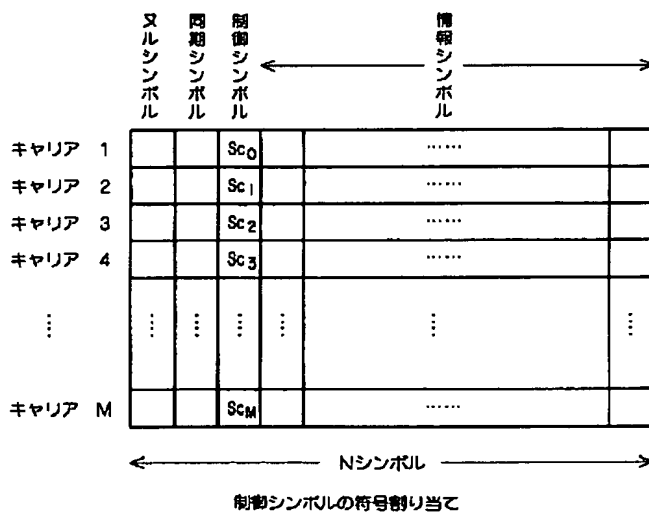 ヌルシンボル
同期シンボル
制御シンボル
情報シンボル
キャリア 1 Sc0 ……
キャリア 2 Sc1 ……
キャリア 3 Sc2 ……
キャリア 4 Sc3 ……
⋮ ⋮ ⋮ ⋮ ⋮ ⋮ ⋮
キャリア M ScM ……
Nシンボル
制御シンボルの符号割り当て